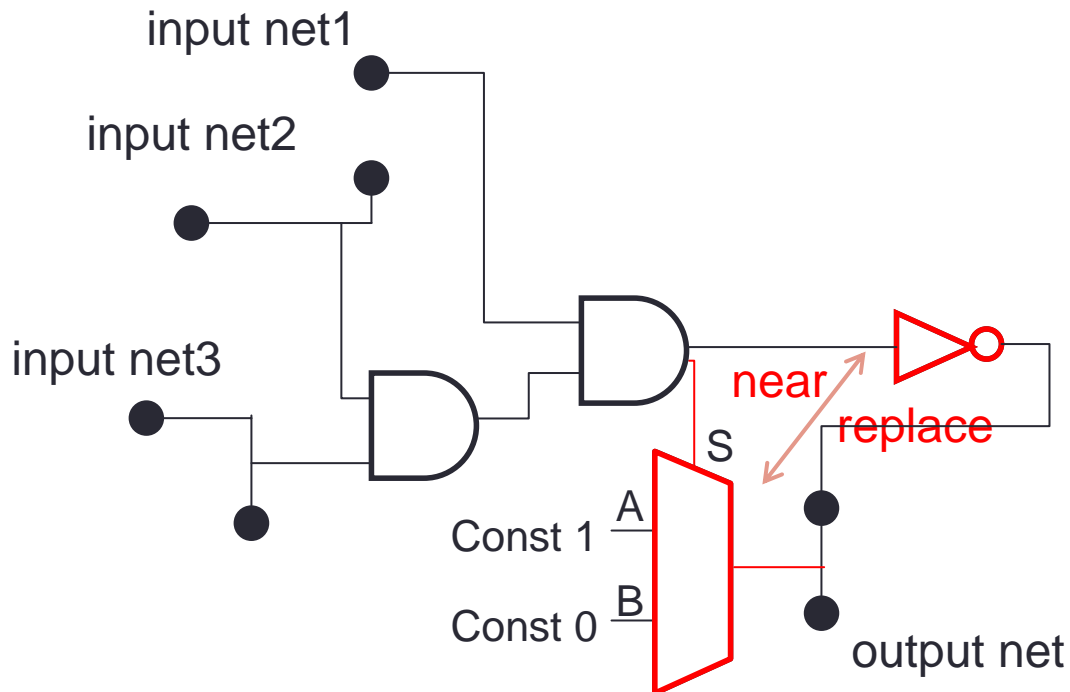 input net1
input net2
input net3
near
replace
S
A
Const 1
B
Const 0
output net